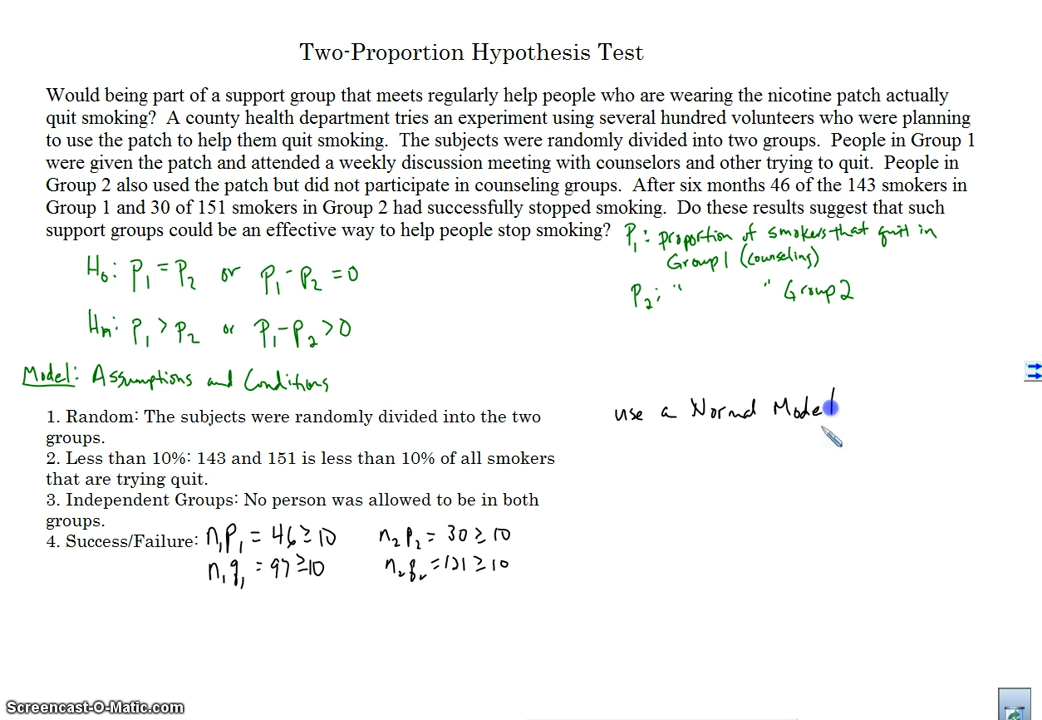 Two-Proportion Hypothesis Test
Would being part of a support group that meets regularly help people who are wearing the nicotine patch actually
quit smoking? A county health department tries an experiment using several hundred volunteers who were planning
to use the patch to help them quit smoking. The subjects were randomly divided into two groups. People in Group 1
were given the patch and attended a weekly discussion meeting with counselors and other trying to quit. People in
Group 2 also used the patch but did not participate in counseling groups. After six months 46 of the 143 smokers in
Group 1 and 30 of 151 smokers in Group 2 had successfully stopped smoking. Do these results suggest that such
support groups could be an effective way to help people stop smoking?
P₁: proportion of smokers that quit in
Group 1 (counseling)
P₂: " " Group 2
H₀: P₁ = P₂ or P₁ - P₂ = 0
Hₐ: P₁ > P₂ or P₁ - P₂ > 0
Model: Assumptions and Conditions
1. Random: The subjects were randomly divided into the two
groups.
2. Less than 10%: 143 and 151 is less than 10% of all smokers
that are trying quit.
3. Independent Groups: No person was allowed to be in both
groups.
4. Success/Failure: n₁P₁ = 46 ≥ 10 n₂P₂ = 30 ≥ 10
n₁q₁ = 97 ≥ 10 n₂q₂ = 121 ≥ 10
use a Normal Model
Screencast-O-Matic.com